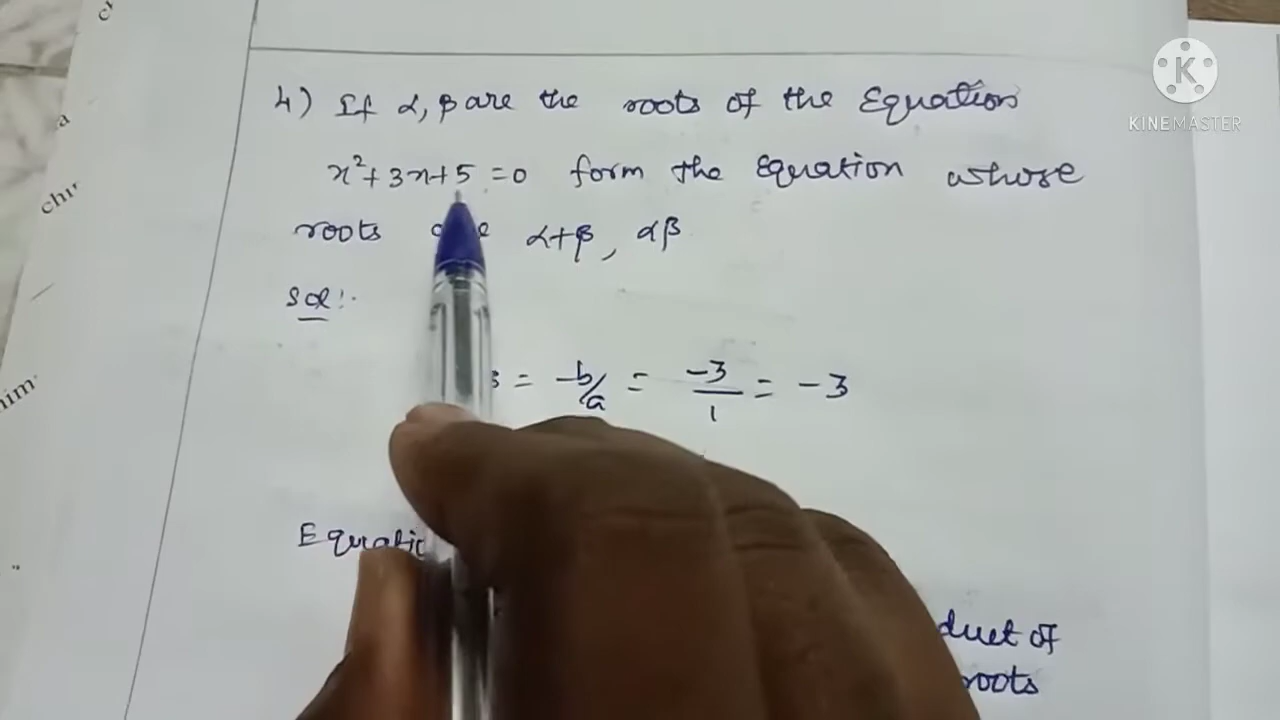 4) If α, β are the roots of the Equation
x²+3x+5 = 0 form the Equation whose
roots α+β, αβ
Sol:-
= -b/a = -3/1 = -3
duct of
roots
K
KINEMASTER